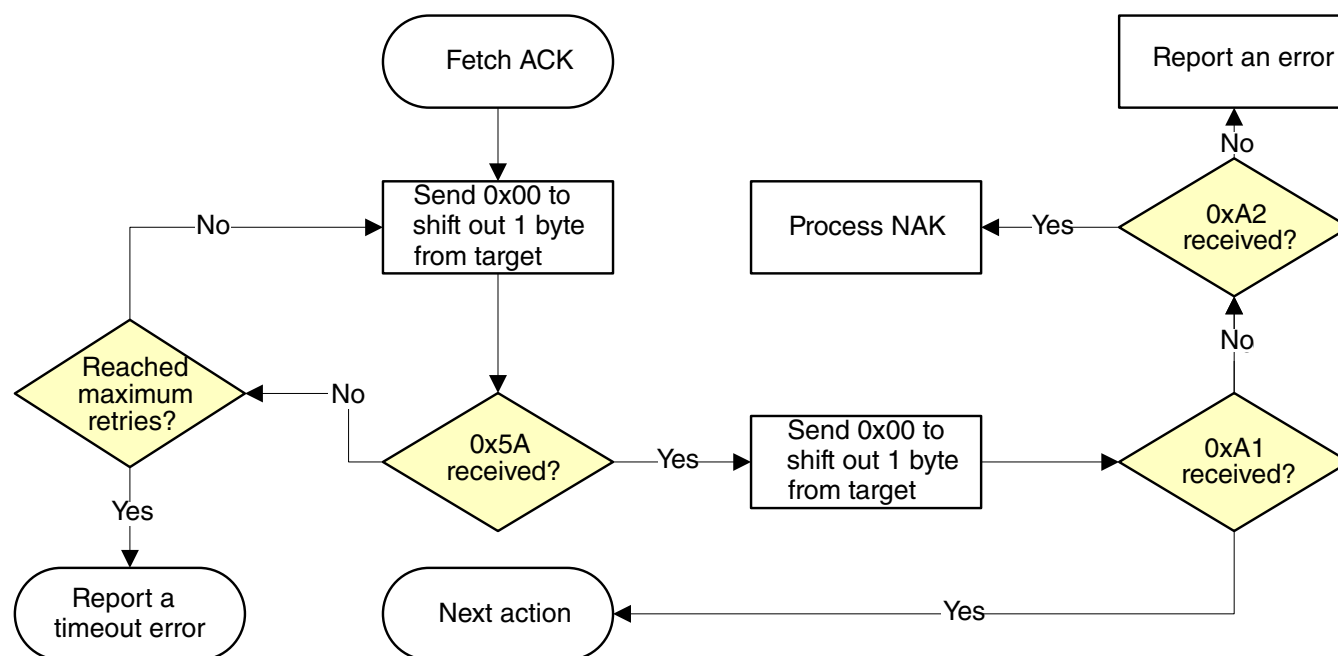 Fetch ACK
Report an error
No
Send 0x00 to
shift out 1 byte
from target
No
Process NAK
Yes
0xA2
received?
Reached
maximum
retries?
No
No
0x5A
received?
Yes
Send 0x00 to
shift out 1 byte
from target
0xA1
received?
Yes
Report a
timeout error
Next action
Yes